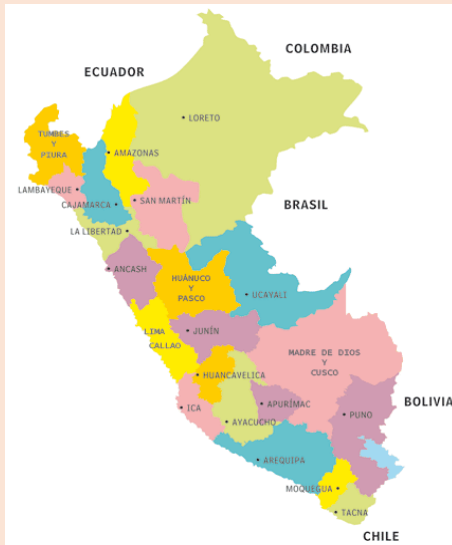 COLOMBIA
ECUADOR
LORETO
TUMBES
Y
PIURA
AMAZONAS
LAMBAYEQUE
CAJAMARCA
SAN MARTÍN
BRASIL
LA LIBERTAD
ANCASH
HUÁNUCO
Y
PASCO
UCAYALI
LIMA
CALLAO
JUNÍN
MADRE DE DIOS
Y
CUSCO
HUANCAVELICA
ICA
APURÍMAC
AYACUCHO
PUNO
BOLIVIA
AREQUIPA
MOQUEGUA
TACNA
CHILE